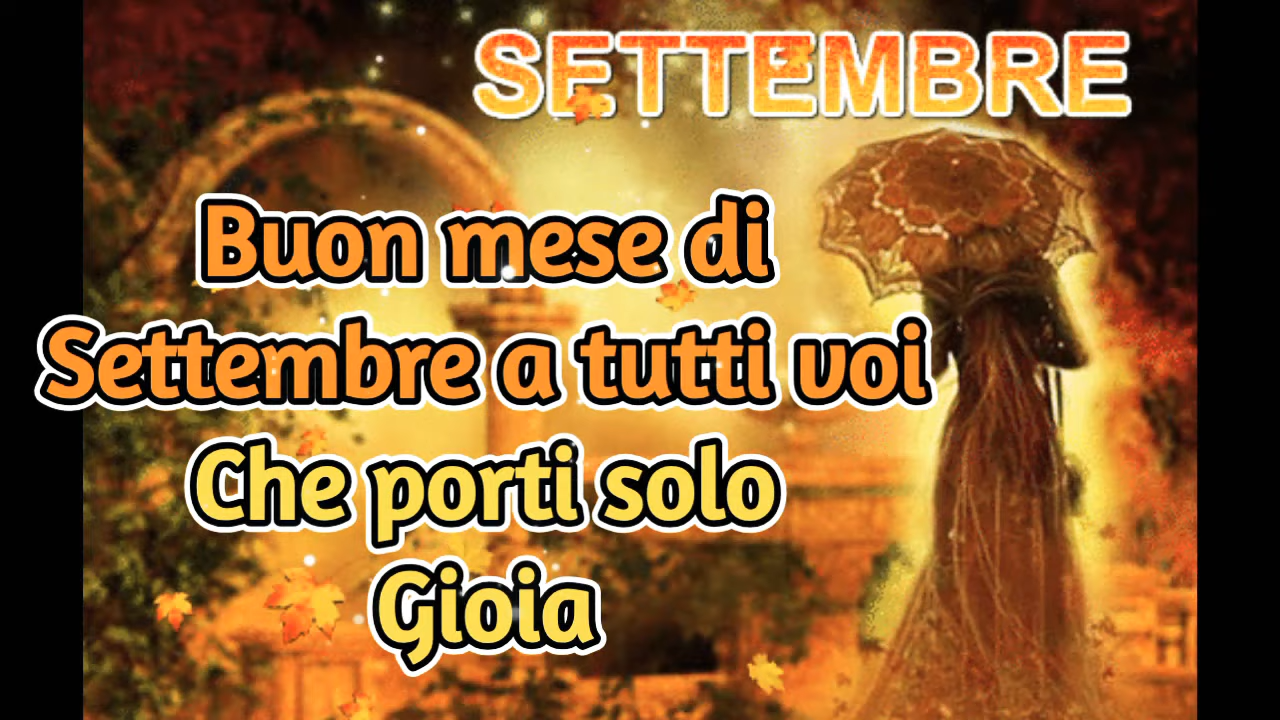 SETTEMBRE
Buon mese di
Settembre a tutti voi
Che porti solo
Gioia